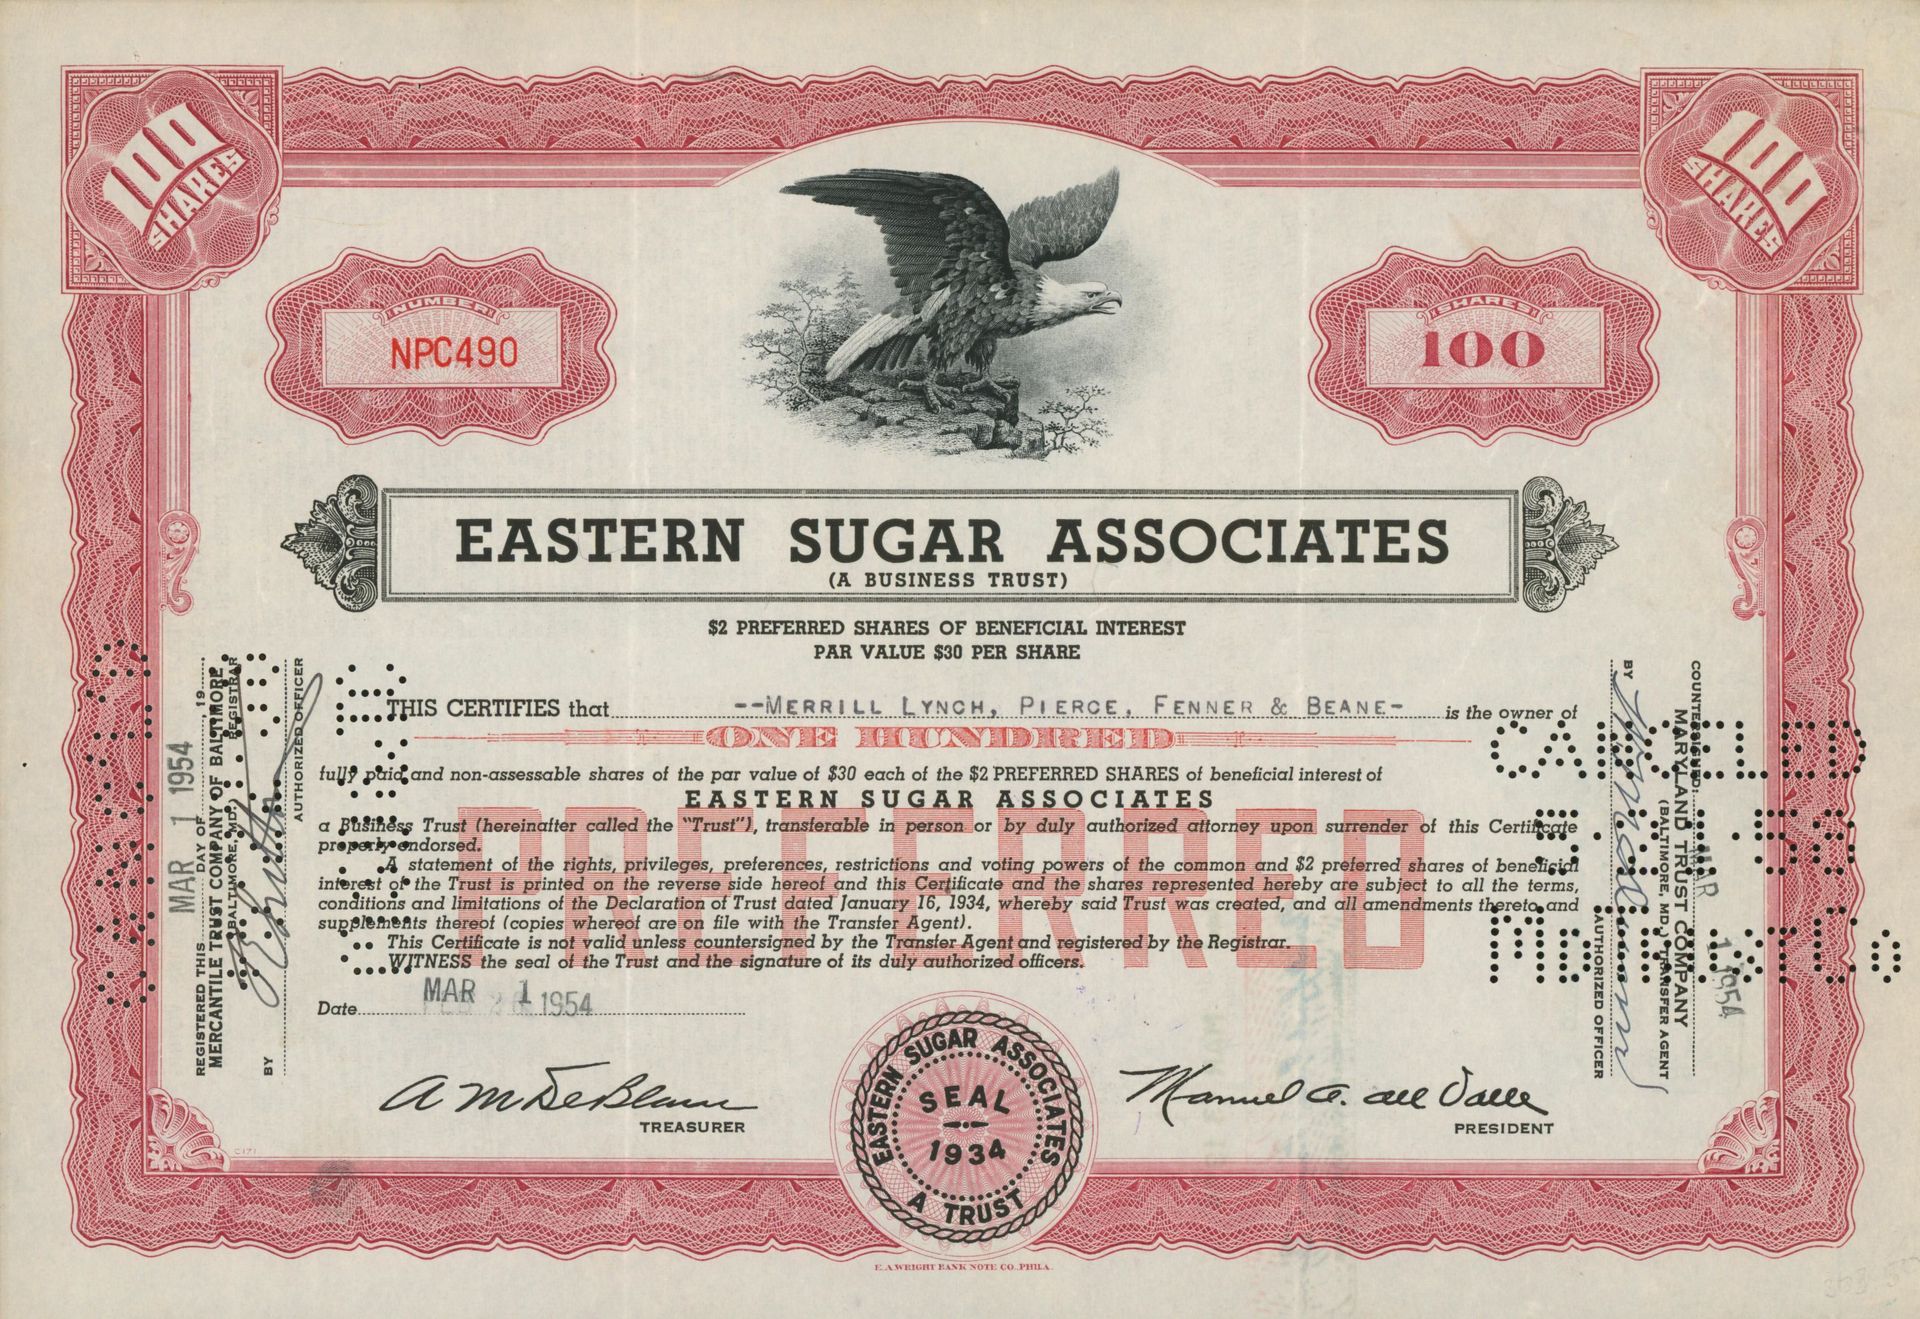 100 SHARES
100 SHARES
NUMBER
NPC490
SHARES
100
EASTERN SUGAR ASSOCIATES
(A BUSINESS TRUST)
$2 PREFERRED SHARES OF BENEFICIAL INTEREST
PAR VALUE $30 PER SHARE
THIS CERTIFIES that --MERRILL LYNCH, PIERCE, FENNER & BEANE- is the owner of
ONE HUNDRED
fully paid and non-assessable shares of the par value of $30 each of the $2 PREFERRED SHARES of beneficial interest of
EASTERN SUGAR ASSOCIATES
PREFERRED
a Business Trust (hereinafter called the "Trust"), transferable in person or by duly authorized attorney upon surrender of this Certificate
properly endorsed.
A statement of the rights, privileges, preferences, restrictions and voting powers of the common and $2 preferred shares of beneficial
interest of the Trust is printed on the reverse side hereof and this Certificate and the shares represented hereby are subject to all the terms,
conditions and limitations of the Declaration of Trust dated January 16, 1934, whereby said Trust was created, and all amendments thereto and
supplements thereof (copies whereof are on file with the Transfer Agent).
This Certificate is not valid unless countersigned by the Transfer Agent and registered by the Registrar.
WITNESS the seal of the Trust and the signature of its duly authorized officers.
Date MAR 1 1954
TREASURER
Manuel A. del Valle
PRESIDENT
EASTERN SUGAR ASSOCIATES
SEAL
1934
A TRUST
C171
E. A. WRIGHT BANK NOTE CO. PHILA.
REGISTERED THIS DAY OF , 19
MAR 1 1954
MERCANTILE TRUST COMPANY OF BALTIMORE
(BALTIMORE, MD.) REGISTRAR
BY
AUTHORIZED OFFICER
COUNTERSIGNED:
MAR 1 1954
MARYLAND TRUST COMPANY
(BALTIMORE, MD.) TRANSFER AGENT
BY
AUTHORIZED OFFICER
CANCELED